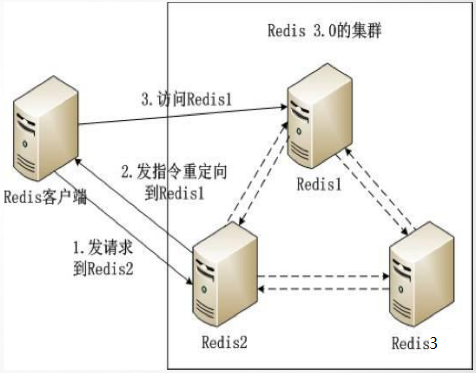 Redis 3.0的集群
3.访问Redis1
2.发指令重定向
到Redis1
Redis1
Redis客户端
1.发请求
到Redis2
Redis2
Redis3